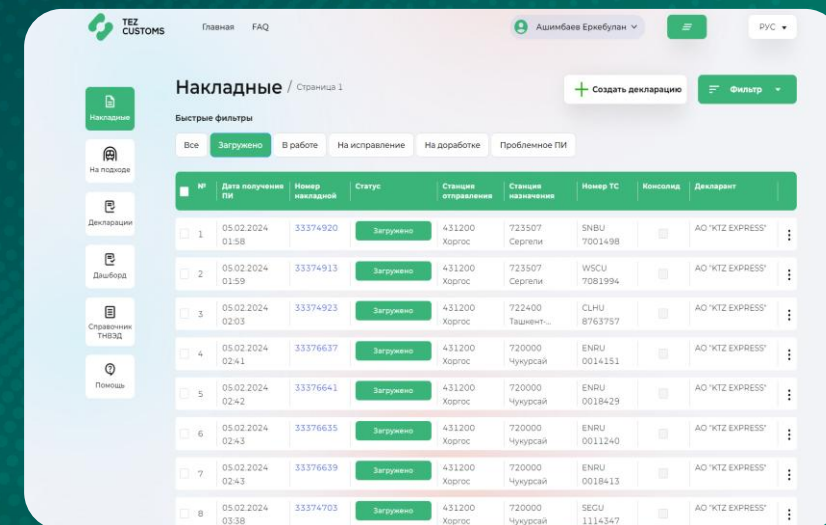 TEZ
CUSTOMS
Главная FAQ
Ашимбаев Еркебулан
РУС
Накладные / Страница 1
Создать декларацию
Фильтр
Быстрые фильтры
Все Загружено В работе На исправление На доработке Проблемное ПИ
Накладные
На подходе
Декларации
Дашборд
Справочник
ТНВЭД
Помощь
№ Дата получения ПИ Номер накладной Статус Станция отправления Станция назначения Номер ТС Консолид Декларант
1 05.02.2024 33374920 Загружено 431200 723507 SNBU АО "KTZ EXPRESS"
01:58 Хоргос Сергели 7001498
2 05.02.2024 33374913 Загружено 431200 723507 WSCU АО "KTZ EXPRESS"
01:59 Хоргос Сергели 7081994
3 05.02.2024 33374923 Загружено 431200 722400 CLHU АО "KTZ EXPRESS"
02:03 Хоргос Ташкент-... 8763757
4 05.02.2024 33376637 Загружено 431200 720000 ENRU АО "KTZ EXPRESS"
02:41 Хоргос Чукурсай 0014151
5 05.02.2024 33376641 Загружено 431200 720000 ENRU АО "KTZ EXPRESS"
02:42 Хоргос Чукурсай 0018429
6 05.02.2024 33376635 Загружено 431200 720000 ENRU АО "KTZ EXPRESS"
02:43 Хоргос Чукурсай 0011240
7 05.02.2024 33376639 Загружено 431200 720000 ENRU АО "KTZ EXPRESS"
02:43 Хоргос Чукурсай 0018413
8 05.02.2024 33374703 Загружено 431200 720000 SEGU АО "KTZ EXPRESS"
03:38 Хоргос Чукурсай 1114347